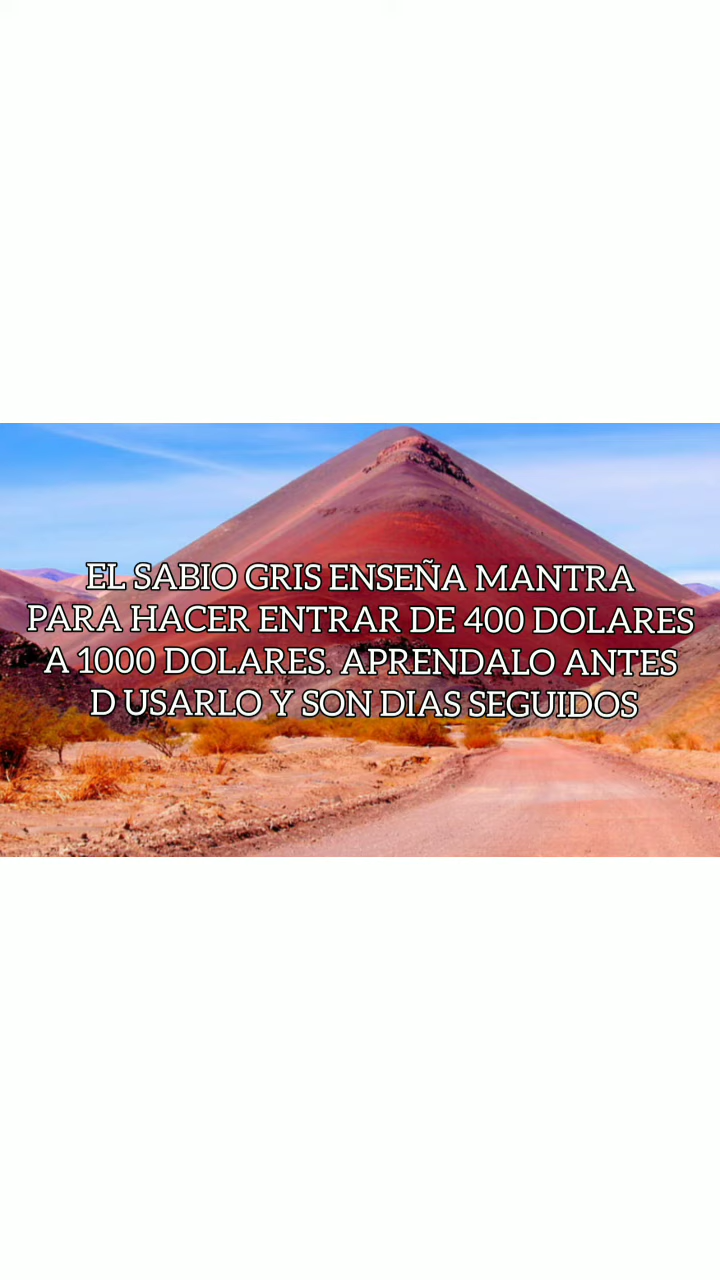 EL SABIO GRIS ENSEÑA MANTRA
PARA HACER ENTRAR DE 400 DOLARES
A 1000 DOLARES. APRENDALO ANTES
D USARLO Y SON DIAS SEGUIDOS